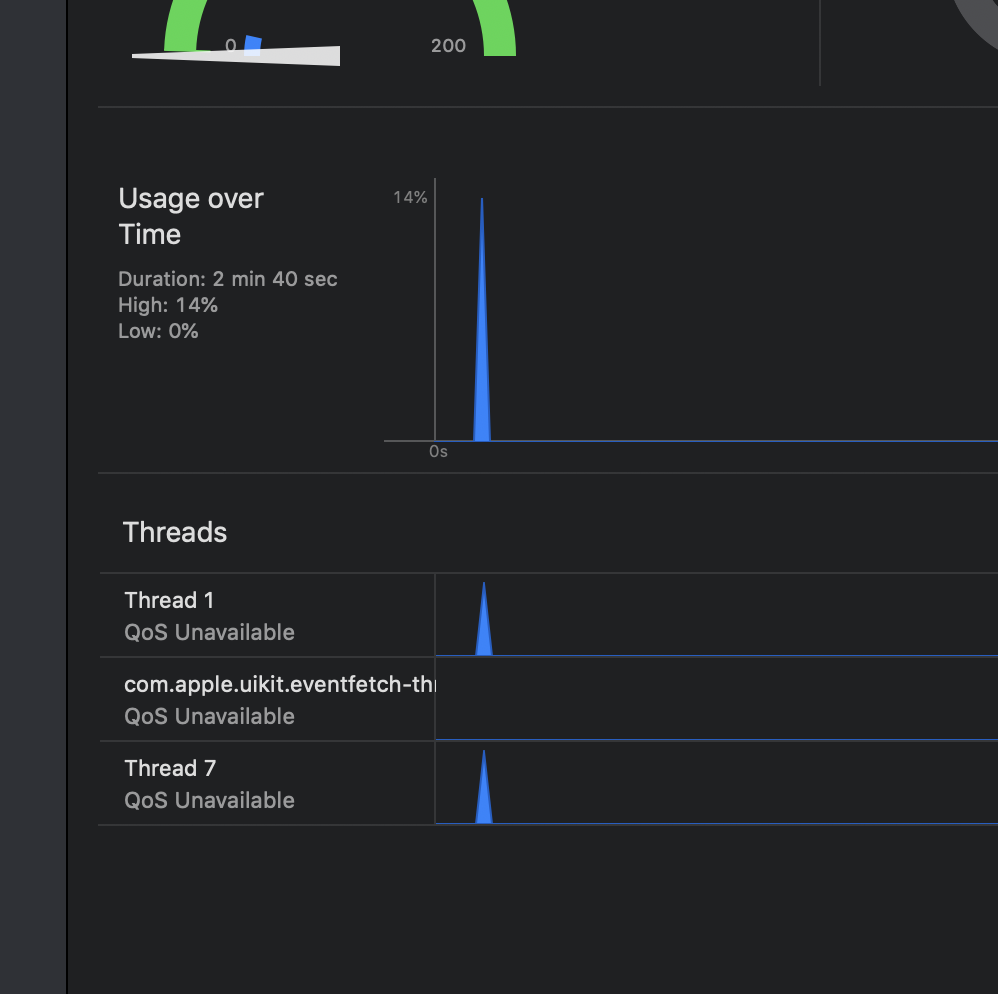 0
200
Usage over
Time
14%
Duration: 2 min 40 sec
High: 14%
Low: 0%
0s
Threads
Thread 1
QoS Unavailable
com.apple.uikit.eventfetch-thr
QoS Unavailable
Thread 7
QoS Unavailable